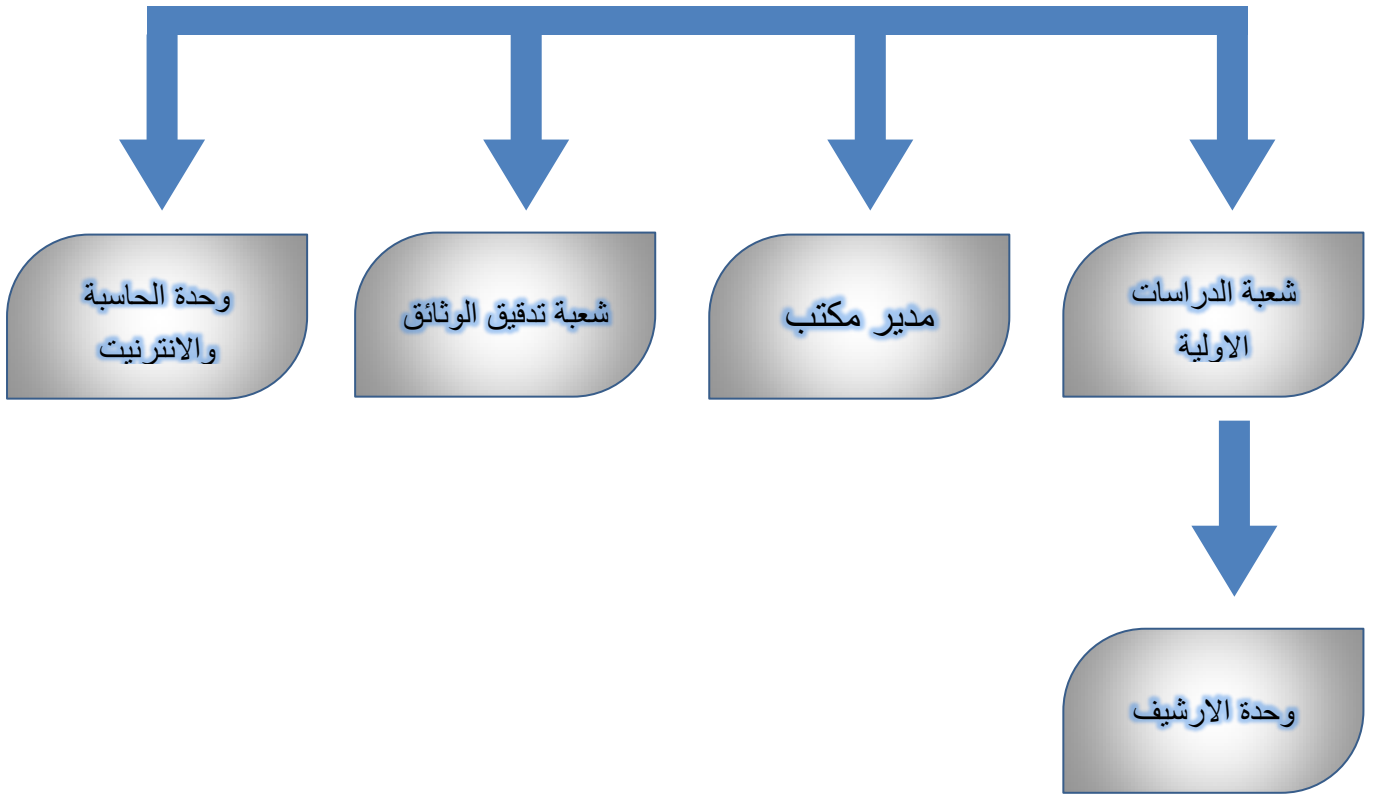 شعبة الدراسات
الاولية
مدير مكتب
شعبة تدقيق الوثائق
وحدة الحاسبة
والانترنيت
وحدة الارشيف